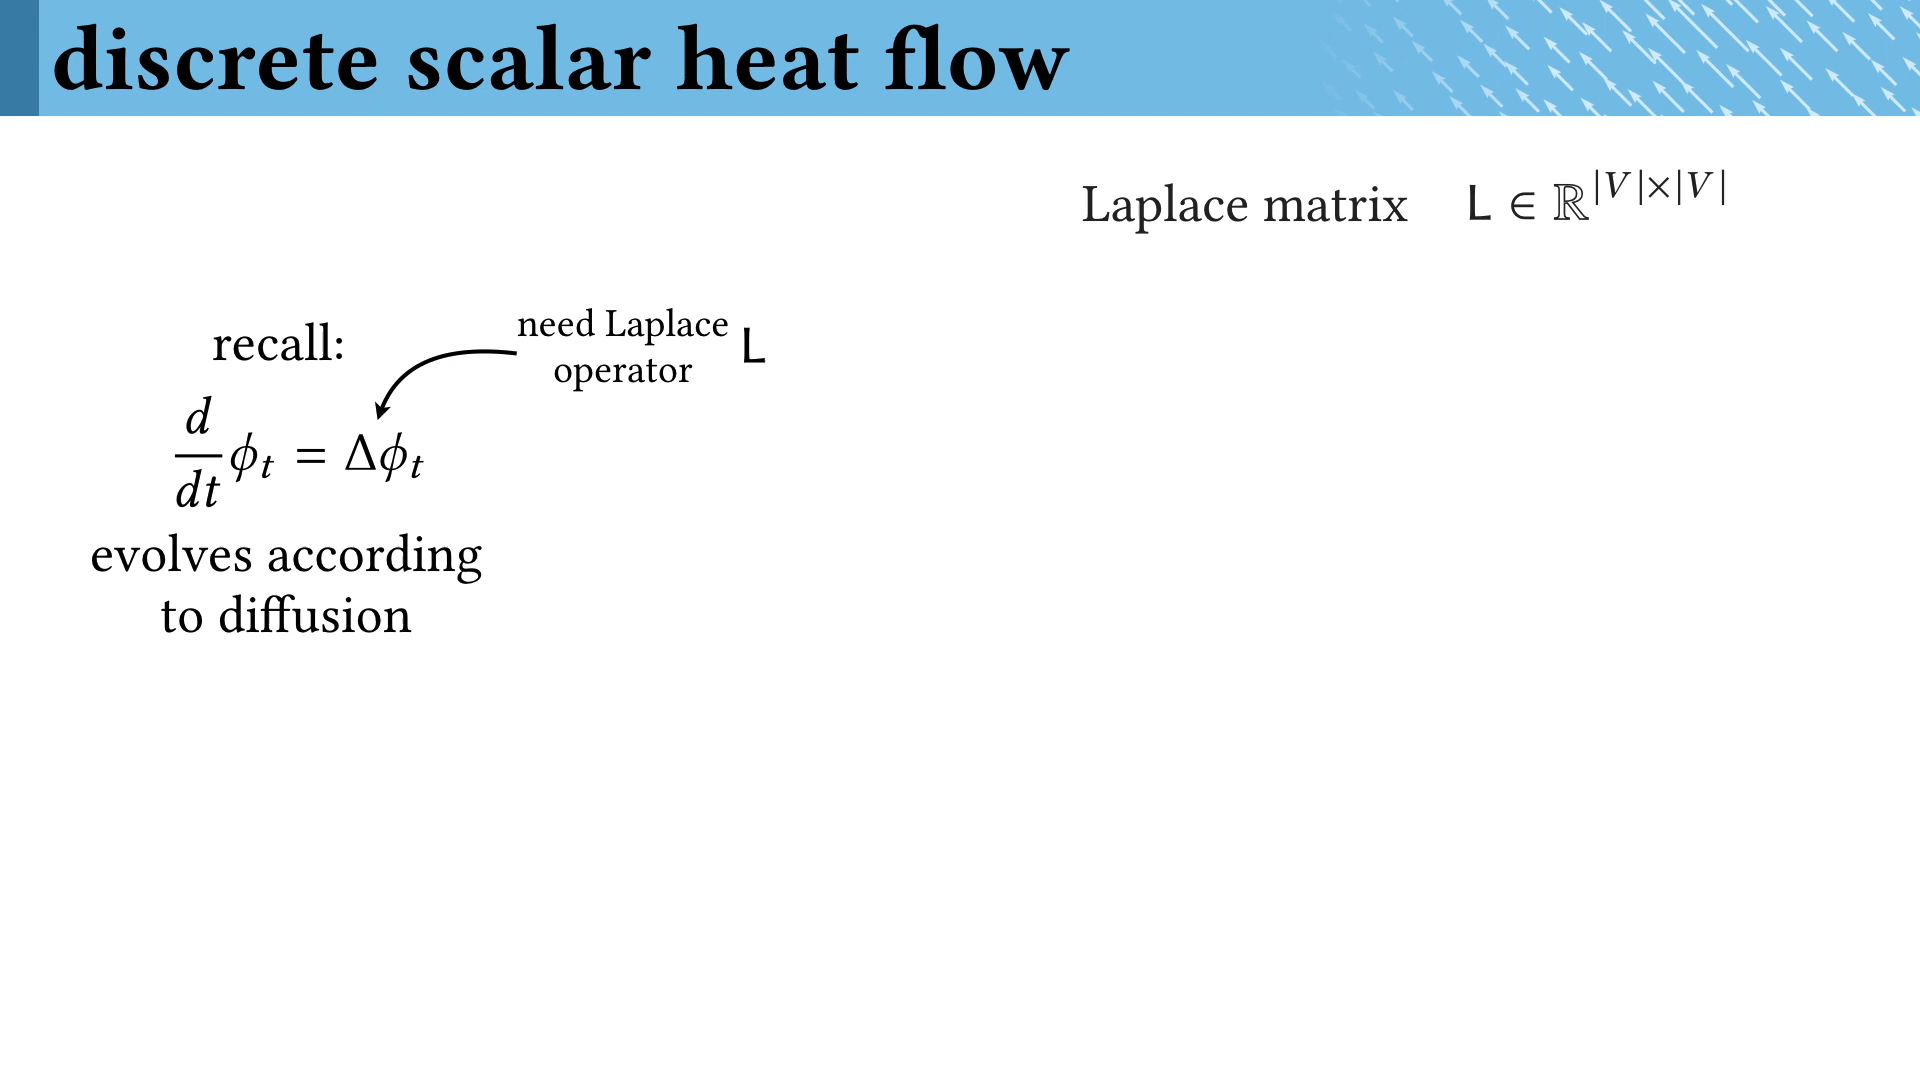 discrete scalar heat flow
Laplace matrix L ∈ ℝ^{|V|×|V|}
recall:
need Laplace
operator L
d/dt ϕ_t = Δϕ_t
evolves according
to diffusion